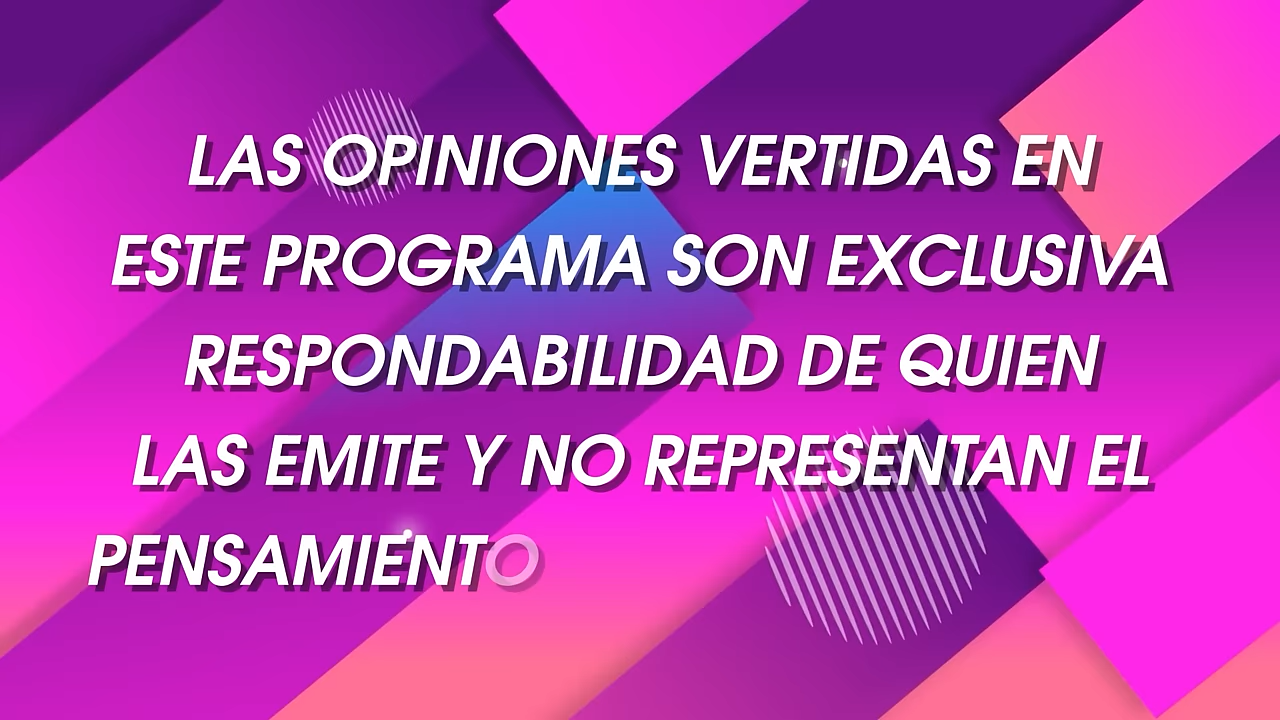 LAS OPINIONES VERTIDAS EN
ESTE PROGRAMA SON EXCLUSIVA
RESPONDABILIDAD DE QUIEN
LAS EMITE Y NO REPRESENTAN EL
PENSAMIENTO